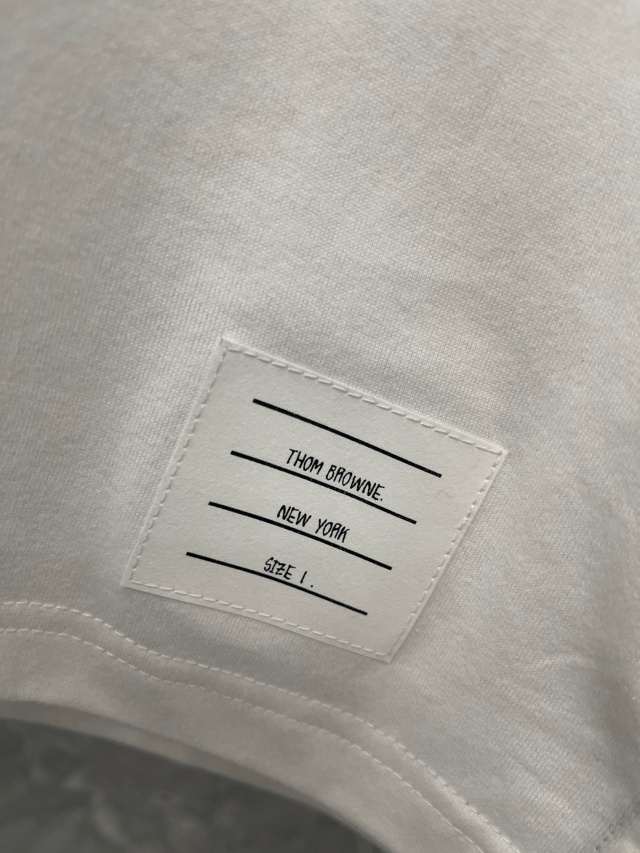 THOM BROWNE.
NEW YORK
SIZE 1.